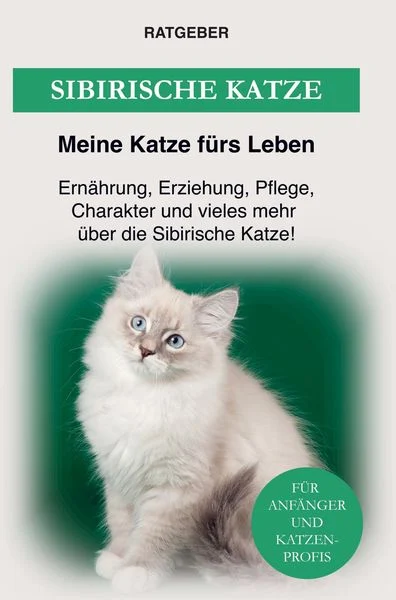 RATGEBER
SIBIRISCHE KATZE
Meine Katze fürs Leben
Ernährung, Erziehung, Pflege,
Charakter und vieles mehr
über die Sibirische Katze!
FÜR
ANFÄNGER
UND
KATZEN-
PROFIS